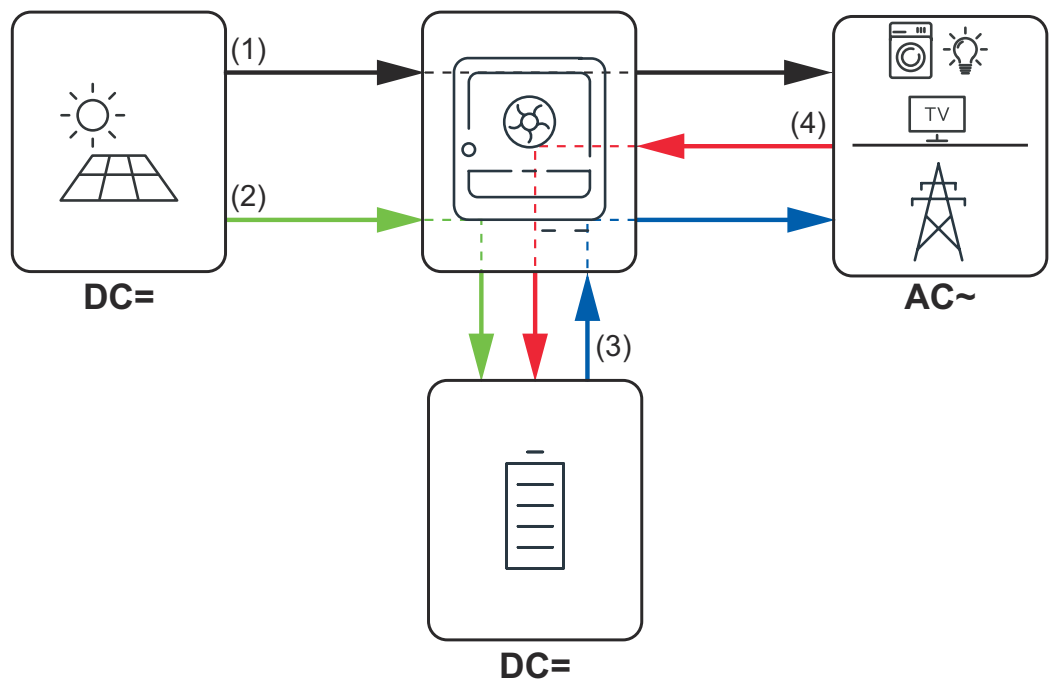 (1)
TV
(4)
(2)
DC=
AC~
(3)
DC=